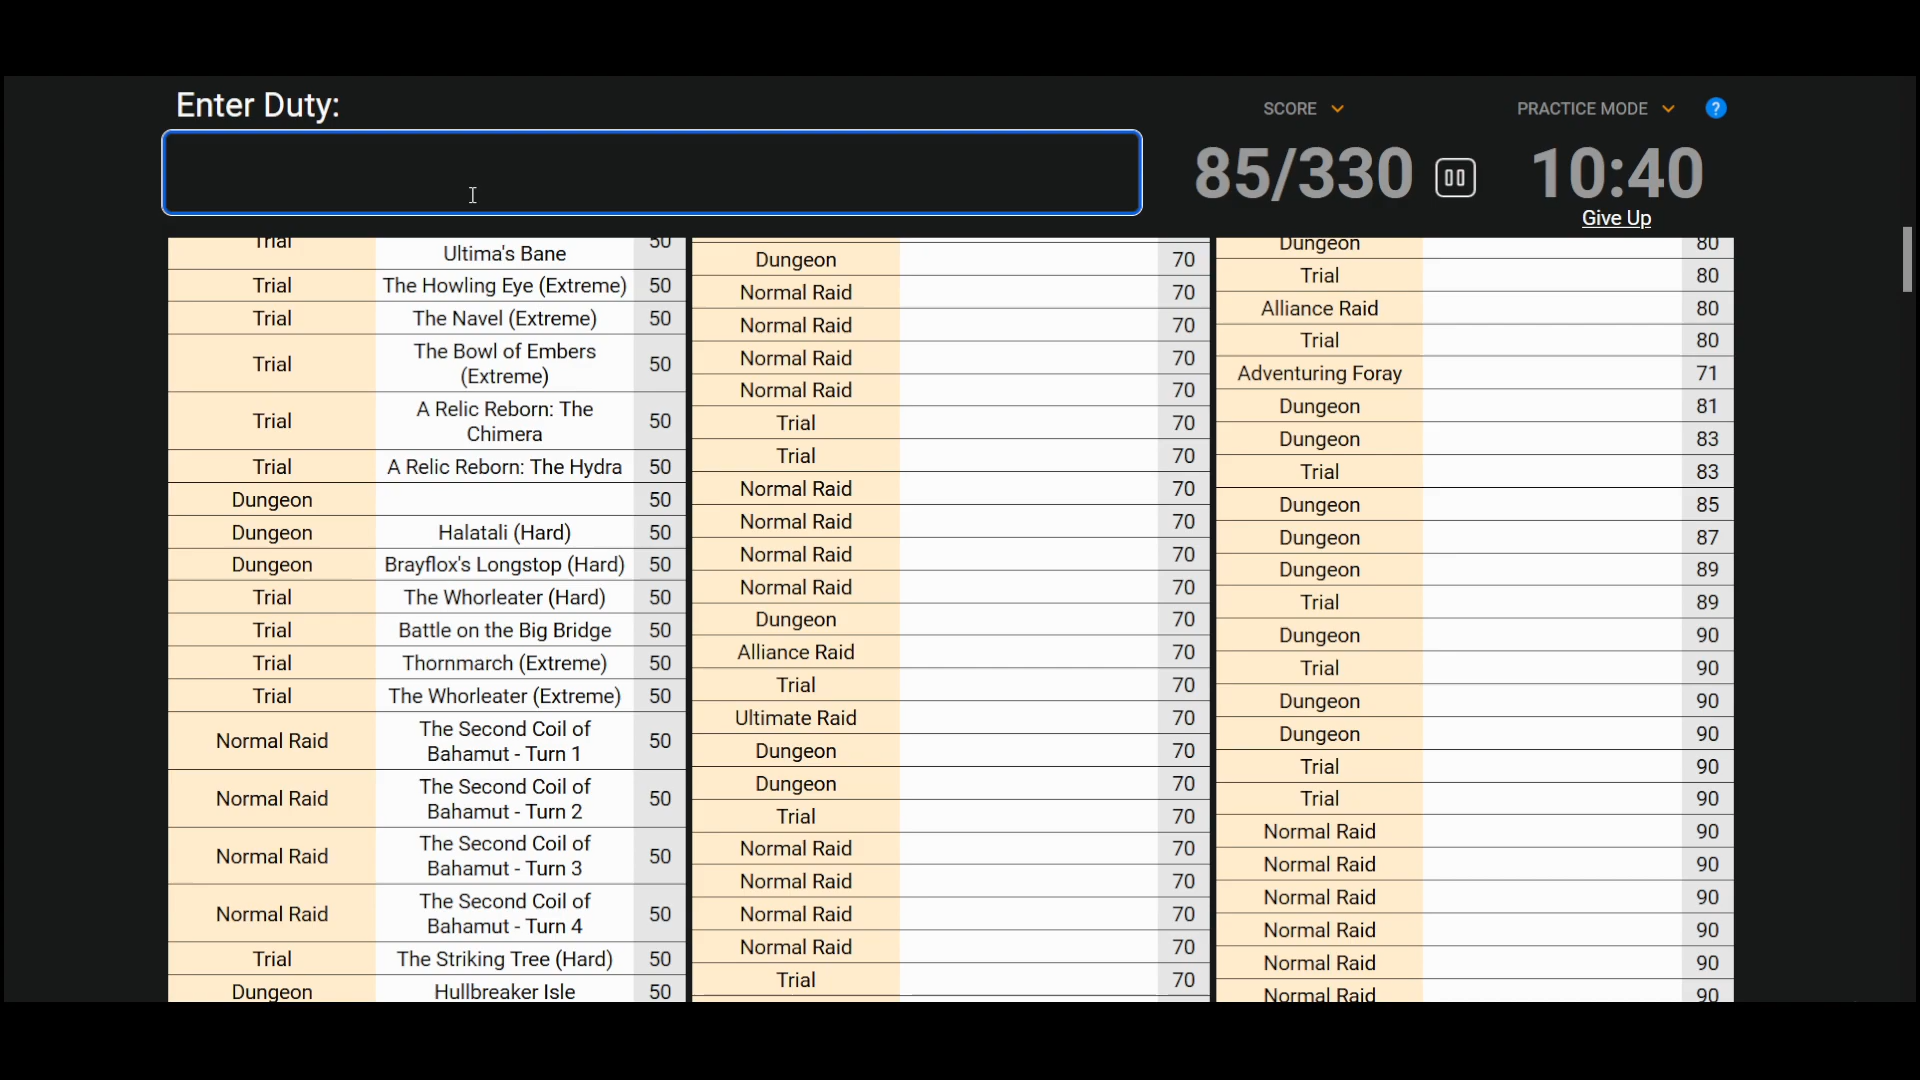 Enter Duty:
SCORE
PRACTICE MODE
?
85/330
10:40
Give Up
Trial Ultima's Bane 50
Trial The Howling Eye (Extreme) 50
Trial The Navel (Extreme) 50
Trial The Bowl of Embers
(Extreme) 50
Trial A Relic Reborn: The
Chimera 50
Trial A Relic Reborn: The Hydra 50
Dungeon 50
Dungeon Halatali (Hard) 50
Dungeon Brayflox's Longstop (Hard) 50
Trial The Whorleater (Hard) 50
Trial Battle on the Big Bridge 50
Trial Thornmarch (Extreme) 50
Trial The Whorleater (Extreme) 50
Normal Raid The Second Coil of
Bahamut - Turn 1 50
Normal Raid The Second Coil of
Bahamut - Turn 2 50
Normal Raid The Second Coil of
Bahamut - Turn 3 50
Normal Raid The Second Coil of
Bahamut - Turn 4 50
Trial The Striking Tree (Hard) 50
Dungeon Hullbreaker Isle 50
Dungeon 70
Normal Raid 70
Normal Raid 70
Normal Raid 70
Normal Raid 70
Trial 70
Trial 70
Normal Raid 70
Normal Raid 70
Normal Raid 70
Normal Raid 70
Dungeon 70
Alliance Raid 70
Trial 70
Ultimate Raid 70
Dungeon 70
Dungeon 70
Trial 70
Normal Raid 70
Normal Raid 70
Normal Raid 70
Normal Raid 70
Trial 70
Dungeon 80
Trial 80
Alliance Raid 80
Trial 80
Adventuring Foray 71
Dungeon 81
Dungeon 83
Trial 83
Dungeon 85
Dungeon 87
Dungeon 89
Trial 89
Dungeon 90
Trial 90
Dungeon 90
Dungeon 90
Trial 90
Trial 90
Normal Raid 90
Normal Raid 90
Normal Raid 90
Normal Raid 90
Normal Raid 90
Normal Raid 90